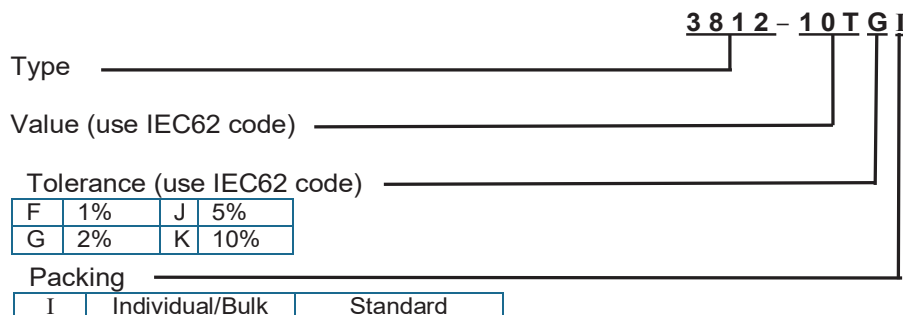 3812–10TGI
Type
Value (use IEC62 code)
Tolerance (use IEC62 code)
F 1% J 5%
G 2% K 10%
Packing
I Individual/Bulk Standard